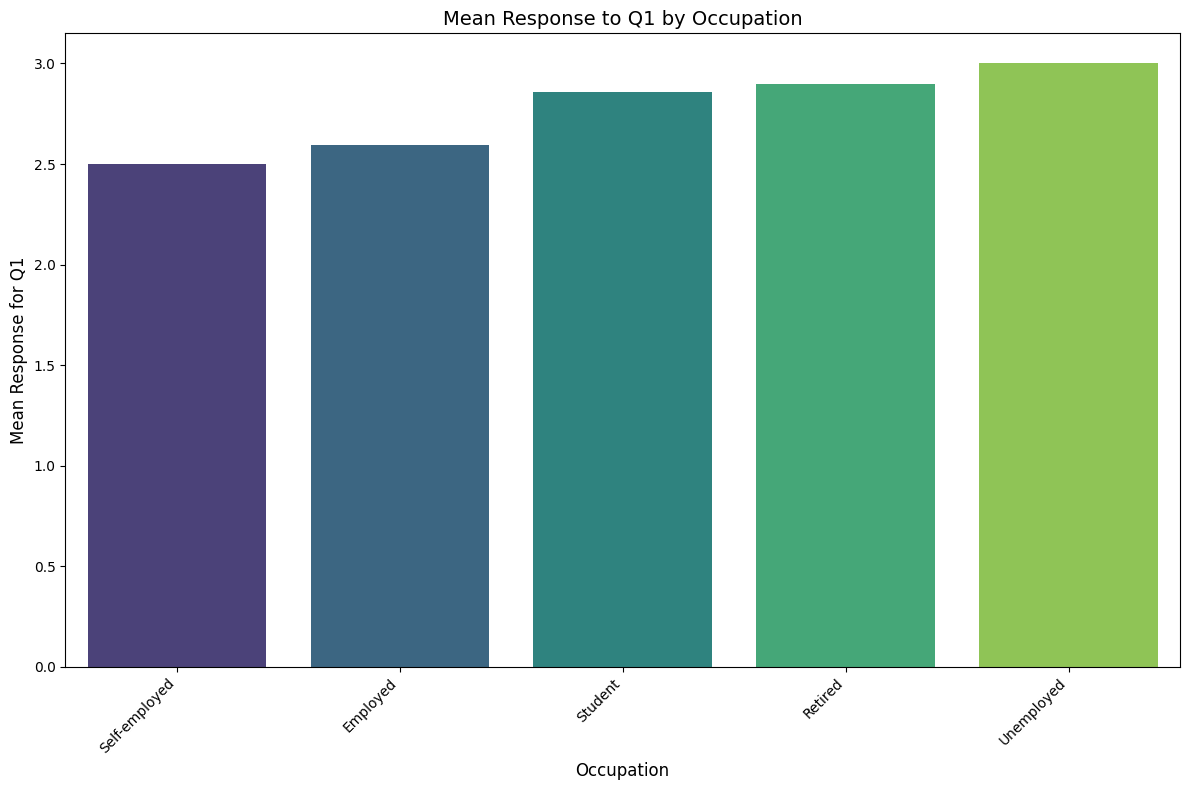 Mean Response to Q1 by Occupation
Mean Response for Q1
3.0
2.5
2.0
1.5
1.0
0.5
0.0
Self-employed
Employed
Student
Retired
Unemployed
Occupation